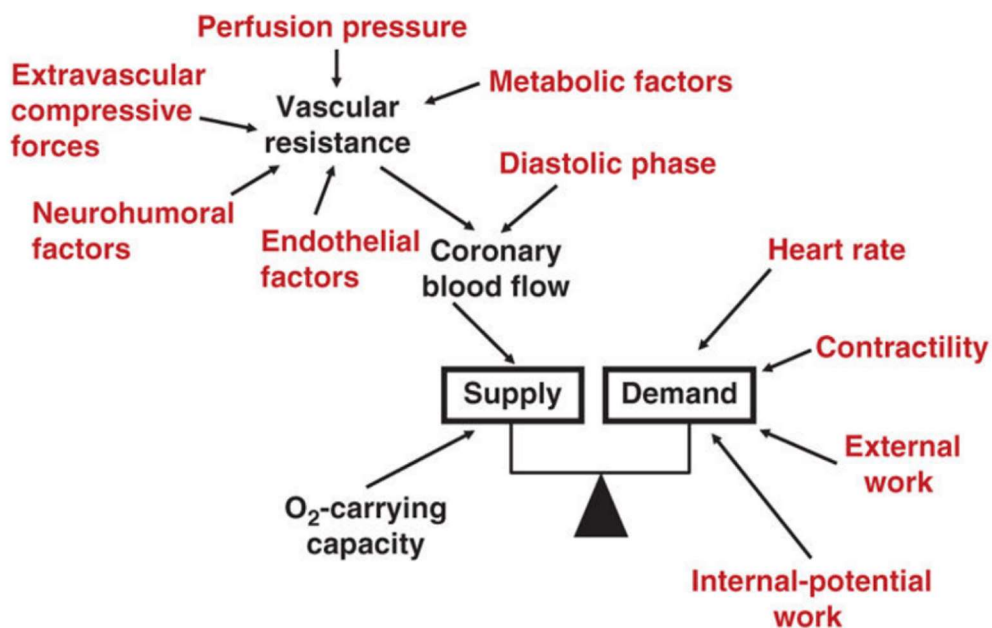 Perfusion pressure
Extravascular
compressive
forces
Metabolic factors
Vascular
resistance
Diastolic phase
Neurohumoral
factors
Endothelial
factors
Coronary
blood flow
Heart rate
Contractility
Supply
Demand
External
work
O₂-carrying
capacity
Internal-potential
work